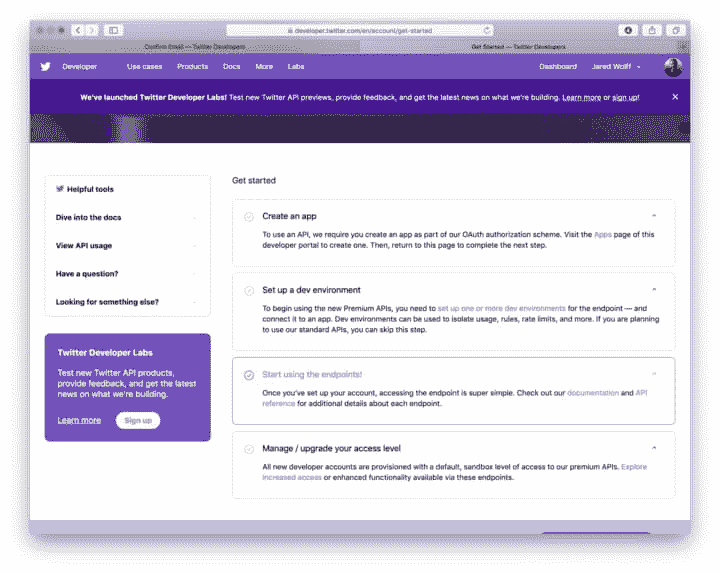 developer.twitter.com/en/account/get-started
Confirm Email — Twitter Developers
Get Started — Twitter Developers
Developer Use cases Products Docs More Labs Dashboard Jared Wolff
We've launched Twitter Developer Labs! Test new Twitter API previews, provide feedback, and get the latest news on what we're building. Learn more or sign up!
Helpful tools
Dive into the docs
View API usage
Have a question?
Looking for something else?
Twitter Developer Labs
Test new Twitter API products,
provide feedback, and get the latest
news on what we're building.
Learn more Sign up
Get started
Create an app
To use an API, we require you create an app as part of our OAuth authorization scheme. Visit the Apps page of this
developer portal to create one. Then, return to this page to complete the next step.
Set up a dev environment
To begin using the new Premium APIs, you need to set up one or more dev environments for the endpoint — and
connect it to an app. Dev environments can be used to isolate usage, rules, rate limits, and more. If you are planning
to use our standard APIs, you can skip this step.
Start using the endpoints!
Once you've set up your account, accessing the endpoint is super simple. Check out our documentation and API
reference for additional details about each endpoint.
Manage / upgrade your access level
All new developer accounts are provisioned with a default, sandbox level of access to our premium APIs. Explore
increased access or enhanced functionality available via these endpoints.